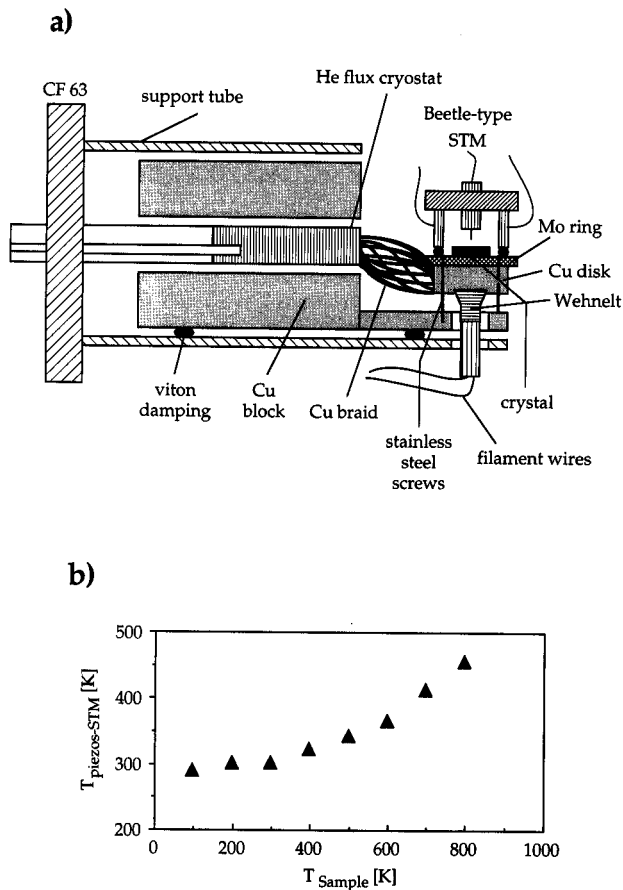 a)
CF 63
support tube
He flux cryostat
Beetle-type
STM
Mo ring
Cu disk
Wehnelt
crystal
viton
damping
Cu
block
Cu braid
stainless
steel
screws
filament wires
b)
500
400
300
200
T piezos-STM [K]
0
200
400
600
800
1000
T Sample [K]